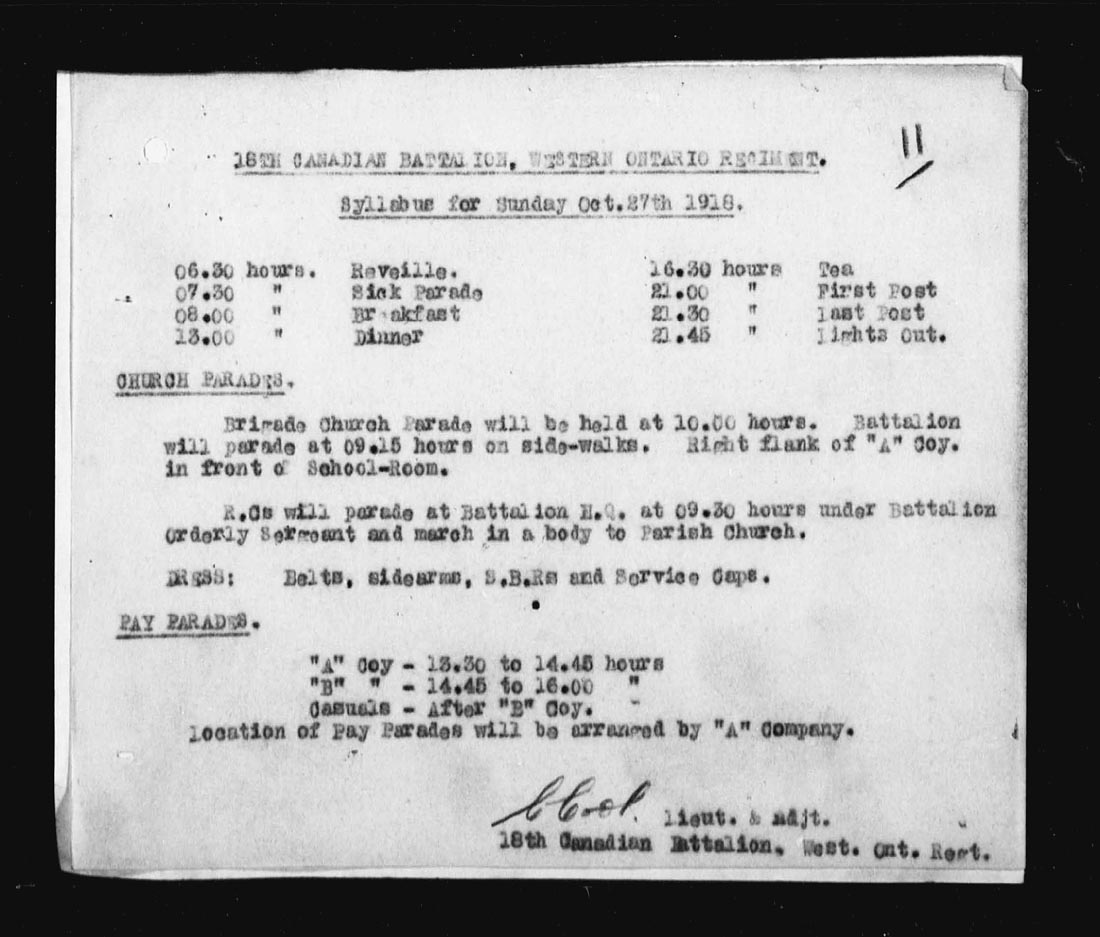 11
18TH CANADIAN BATTALION, WESTERN ONTARIO REGIMENT.
Syllabus for Sunday Oct.27th 1918.
06.30 hours. Reveille. 16.30 hours Tea
07.30 " Sick Parade 21.00 " First Post
08.00 " Breakfast 21.30 " Last Post
13.00 " Dinner 21.45 " Lights Out.
CHURCH PARADES.
Brigade Church Parade will be held at 10.00 hours. Battalion
will parade at 09.15 hours on side-walks. Right flank of "A" Coy.
in front o School-Room.
R.Cs will parade at Battalion H.Q. at 09.30 hours under Battalion
Orderly Sergeant and march in a body to Parish Church.
DRESS: Belts, sidearms, S.B.Rs and Service Caps.
PAY PARADES.
"A" Coy - 13.30 to 14.45 hours
"B" " - 14.45 to 16.00 "
Casuals - After "B" Coy.
Location of Pay Parades will be arranged by "A" Company.
Lieut. & Adjt.
18th Canadian Battalion. West. Ont. Regt.